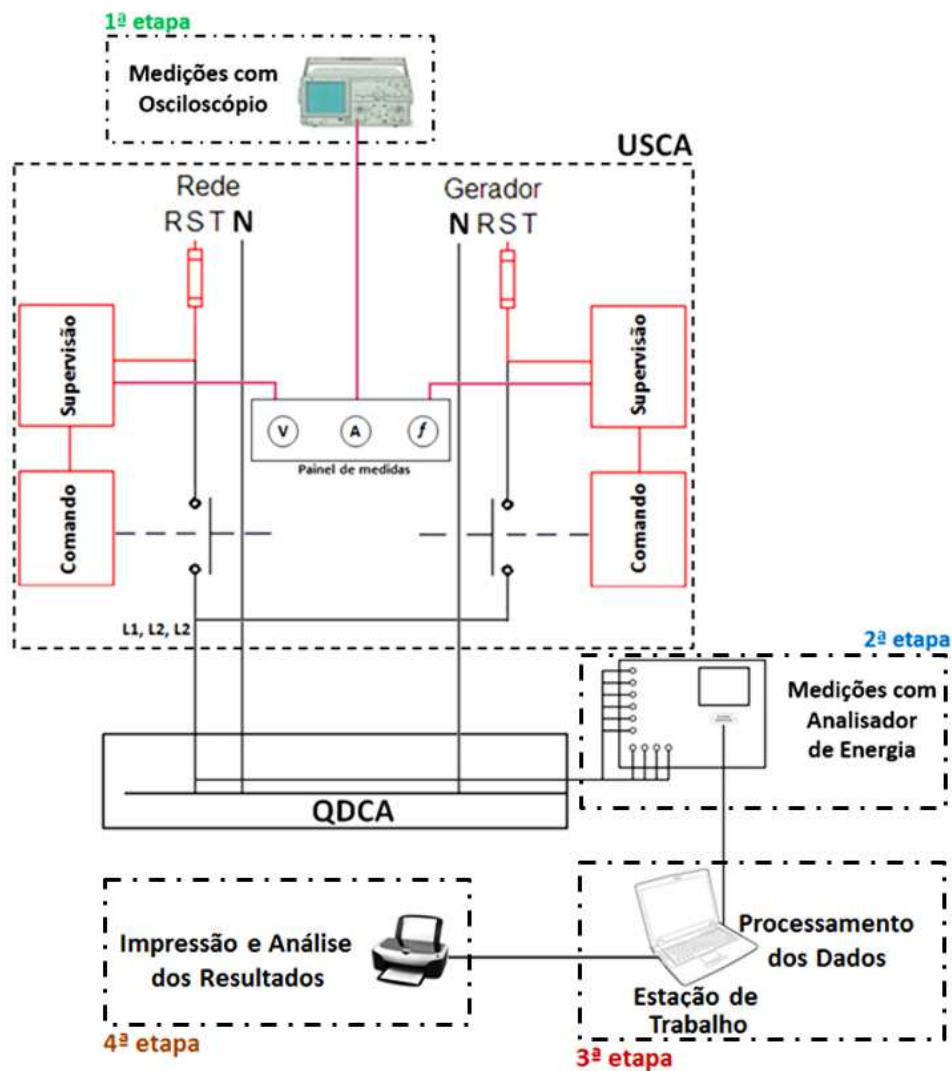 1ª etapa
Medições com
Osciloscópio
USCA
Rede
R S T N
Gerador
N R S T
Supervisão
Supervisão
V
A
f
Painel de medidas
Comando
Comando
L1, L2, L2
2ª etapa
Medições com
Analisador
de Energia
QDCA
Impressão e Análise
dos Resultados
Processamento
dos Dados
Estação de
Trabalho
4ª etapa
3ª etapa